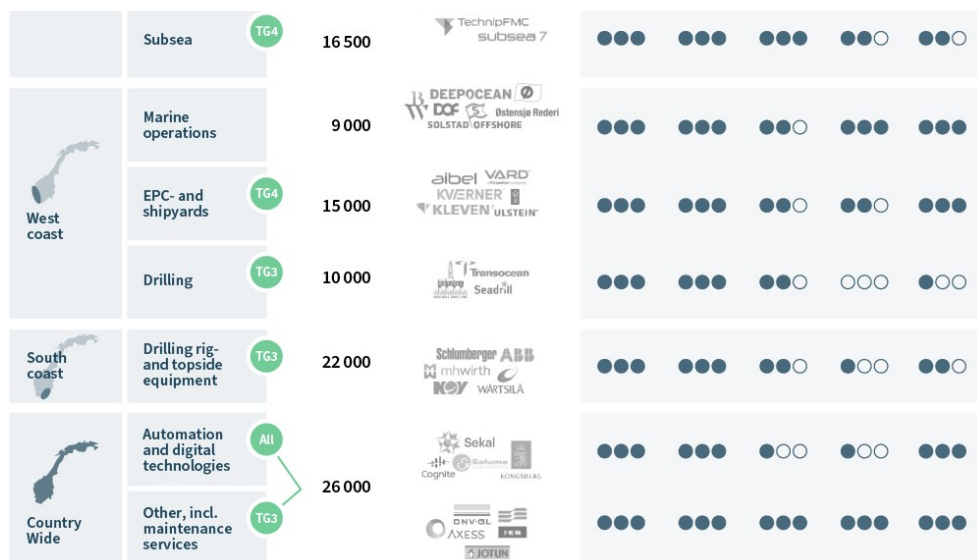 Subsea
TG4
16 500
TechnipFMC
subsea 7
West
coast
Marine
operations
9 000
DEEPOCEAN
DOF
Østensjø Rederi
SOLSTAD OFFSHORE
EPC- and
shipyards
TG4
15 000
aibel VARD
KVÆRNER
KLEVEN ULSTEIN
Drilling
TG3
10 000
Transocean
Seadrill
South
coast
Drilling rig-
and topside
equipment
TG3
22 000
Schlumberger ABB
mhwirth
NOV WÄRTSILÄ
Country
Wide
Automation
and digital
technologies
All
26 000
Sekal
Cognite
KONGSBERG
Other, incl.
maintenance
services
TG3
DNV·GL
AXESS IKM
JOTUN